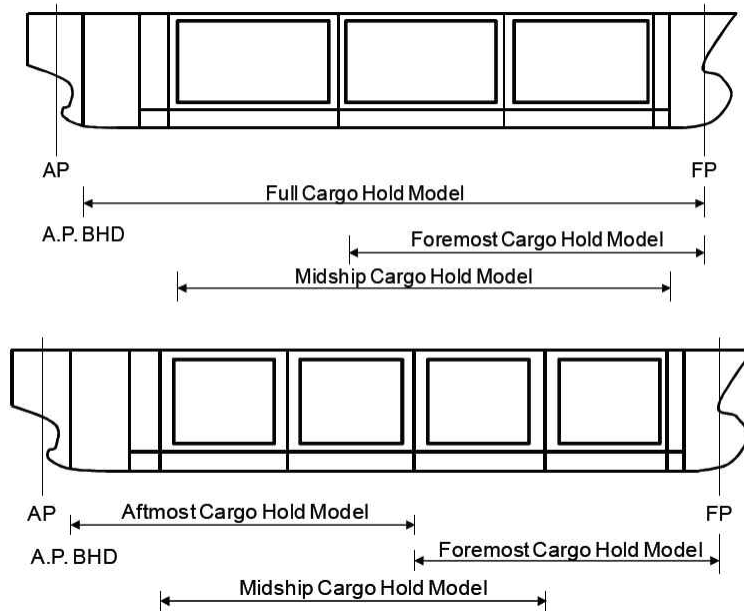 AP FP
Full Cargo Hold Model
A.P. BHD
Foremost Cargo Hold Model
Midship Cargo Hold Model
AP Aftmost Cargo Hold Model FP
A.P. BHD Foremost Cargo Hold Model
Midship Cargo Hold Model